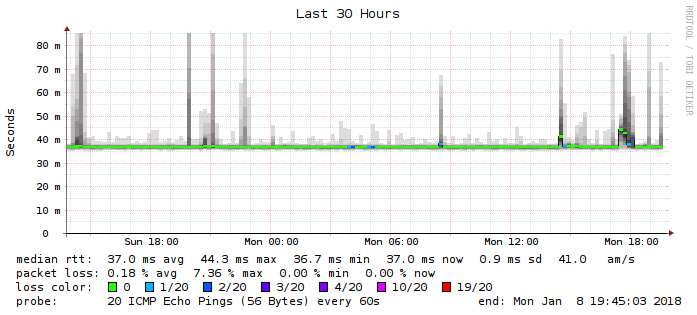 Last 30 Hours
RRDTOOL / TOBI OETIKER
Seconds
80 m
70 m
60 m
50 m
40 m
30 m
20 m
10 m
0
Sun 18:00 Mon 00:00 Mon 06:00 Mon 12:00 Mon 18:00
median rtt: 37.0 ms avg 44.3 ms max 36.7 ms min 37.0 ms now 0.9 ms sd 41.0 am/s
packet loss: 0.18 % avg 7.36 % max 0.00 % min 0.00 % now
loss color: 0 1/20 2/20 3/20 4/20 10/20 19/20
probe: 20 ICMP Echo Pings (56 Bytes) every 60s end: Mon Jan 8 19:45:03 2018